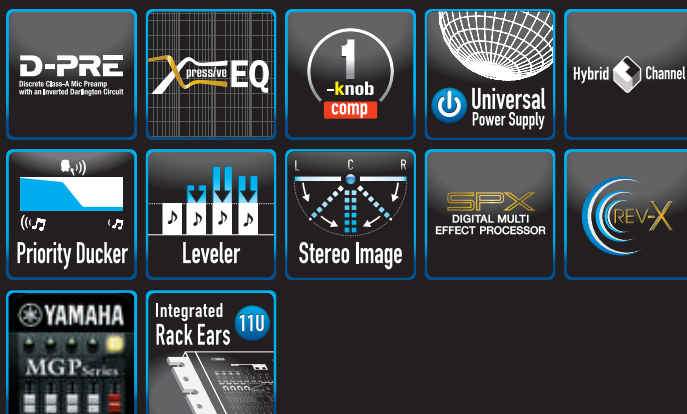 D-PRE
Discrete Class-A Mic Preamp
with an Inverted Darlington Circuit
Xpressive EQ
1
-knob
comp
Universal
Power Supply
Hybrid Channel
Priority Ducker
Leveler
L C R
Stereo Image
SPX
DIGITAL MULTI
EFFECT PROCESSOR
REV-X
YAMAHA
MGP Series
Integrated
Rack Ears
11U